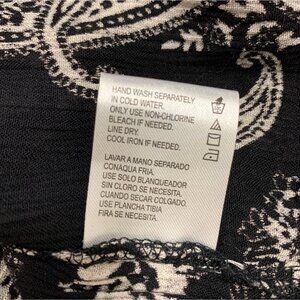 HAND WASH SEPARATELY
IN COLD WATER.
ONLY USE NON-CHLORINE
BLEACH IF NEEDED.
LINE DRY.
COOL IRON IF NEEDED.
LAVAR A MANO SEPARADO
CONAQUA FRIA.
USE SOLO BLANQUEADOR
SIN CLORO SE NECESITA.
CUANDO SECAR COLGADO.
USE PLANCHA TIBIA
FIRA SE NECESITA.